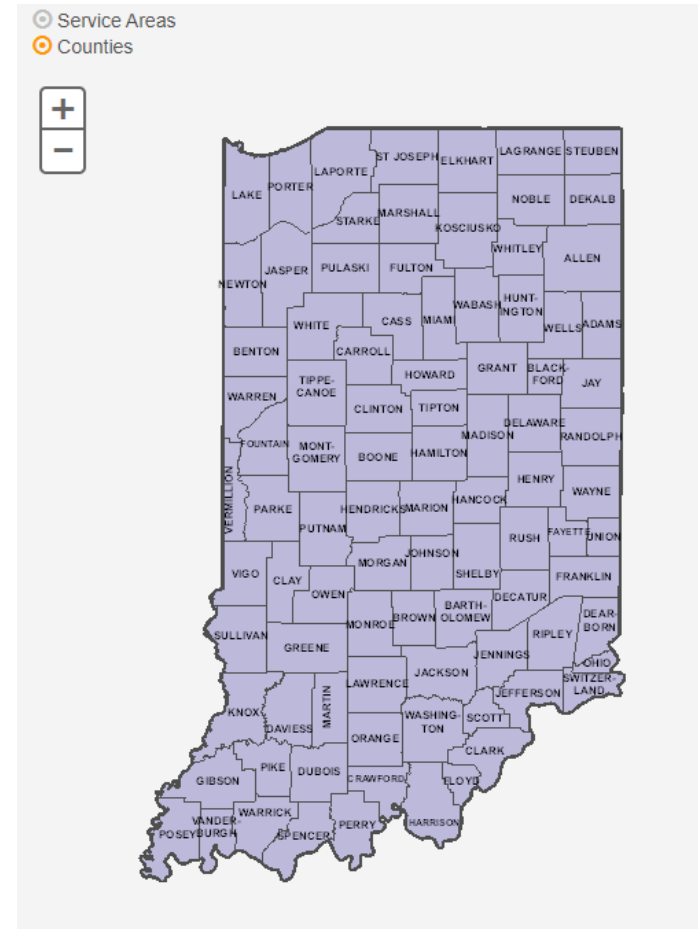 Service Areas
Counties
+
−
LAGRANGE STEUBEN
ST JOSEPH ELKHART
LAPORTE
LAKE PORTER
NOBLE DEKALB
STARKE MARSHALL
KOSCIUSKO
WHITLEY ALLEN
NEWTON JASPER PULASKI FULTON
WABASH HUNT-
INGTON
WHITE CASS MIAMI WELLS ADAMS
BENTON CARROLL
GRANT BLACK-
FORD JAY
HOWARD
TIPPE-
CANOE
WARREN
CLINTON TIPTON
DELAWARE
MADISON RANDOLPH
FOUNTAIN MONT-
GOMERY BOONE HAMILTON
HENRY WAYNE
VERMILLION
PARKE PUTNAM HENDRICKS MARION HANCOCK
RUSH FAYETTE UNION
VIGO CLAY MORGAN JOHNSON SHELBY FRANKLIN
OWEN DECATUR
MONROE BROWN BARTH-
OLOMEW DEAR-
BORN
SULLIVAN GREENE JENNINGS RIPLEY
OHIO
LAWRENCE JACKSON JEFFERSON SWITZER-
LAND
KNOX DAVIESS MARTIN WASHING-
TON SCOTT
ORANGE CLARK
GIBSON PIKE DUBOIS CRAWFORD FLOYD
POSEY VANDER-
BURGH WARRICK SPENCER PERRY HARRISON